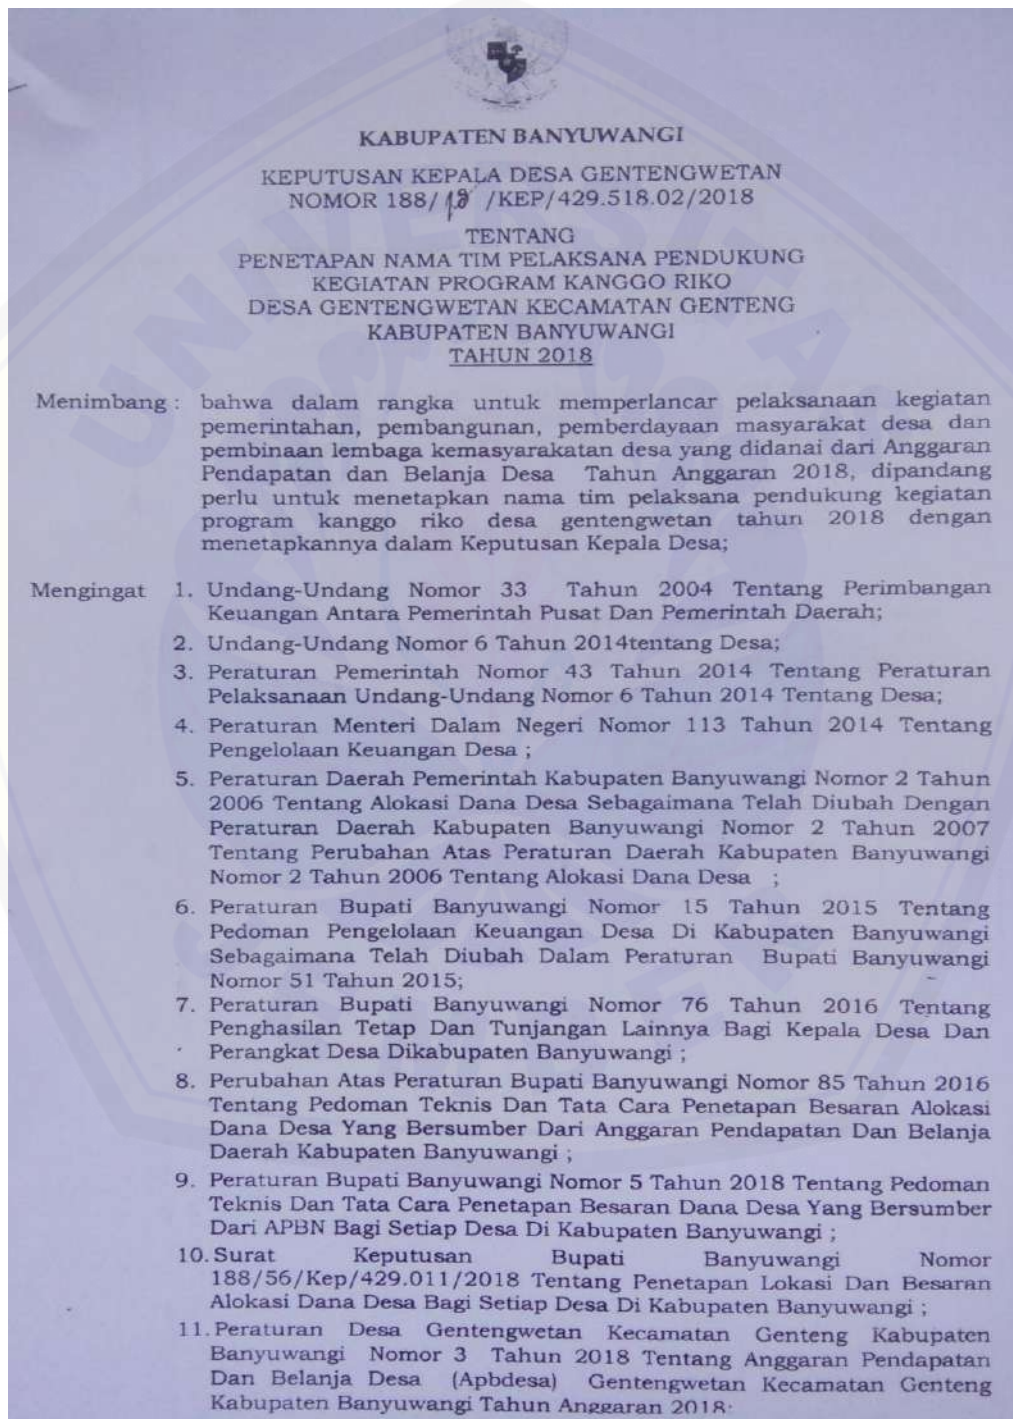 KABUPATEN BANYUWANGI
KEPUTUSAN KEPALA DESA GENTENGWETAN
NOMOR 188/ 18 /KEP/429.518.02/2018
TENTANG
PENETAPAN NAMA TIM PELAKSANA PENDUKUNG
KEGIATAN PROGRAM KANGGO RIKO
DESA GENTENGWETAN KECAMATAN GENTENG
KABUPATEN BANYUWANGI
TAHUN 2018
Menimbang : bahwa dalam rangka untuk memperlancar pelaksanaan kegiatan
pemerintahan, pembangunan, pemberdayaan masyarakat desa dan
pembinaan lembaga kemasyarakatan desa yang didanai dari Anggaran
Pendapatan dan Belanja Desa Tahun Anggaran 2018, dipandang
perlu untuk menetapkan nama tim pelaksana pendukung kegiatan
program kanggo riko desa gentengwetan tahun 2018 dengan
menetapkannya dalam Keputusan Kepala Desa;
Mengingat 1. Undang-Undang Nomor 33 Tahun 2004 Tentang Perimbangan
Keuangan Antara Pemerintah Pusat Dan Pemerintah Daerah;
2. Undang-Undang Nomor 6 Tahun 2014tentang Desa;
3. Peraturan Pemerintah Nomor 43 Tahun 2014 Tentang Peraturan
Pelaksanaan Undang-Undang Nomor 6 Tahun 2014 Tentang Desa;
4. Peraturan Menteri Dalam Negeri Nomor 113 Tahun 2014 Tentang
Pengelolaan Keuangan Desa ;
5. Peraturan Daerah Pemerintah Kabupaten Banyuwangi Nomor 2 Tahun
2006 Tentang Alokasi Dana Desa Sebagaimana Telah Diubah Dengan
Peraturan Daerah Kabupaten Banyuwangi Nomor 2 Tahun 2007
Tentang Perubahan Atas Peraturan Daerah Kabupaten Banyuwangi
Nomor 2 Tahun 2006 Tentang Alokasi Dana Desa ;
6. Peraturan Bupati Banyuwangi Nomor 15 Tahun 2015 Tentang
Pedoman Pengelolaan Keuangan Desa Di Kabupaten Banyuwangi
Sebagaimana Telah Diubah Dalam Peraturan Bupati Banyuwangi
Nomor 51 Tahun 2015;
7. Peraturan Bupati Banyuwangi Nomor 76 Tahun 2016 Tentang
Penghasilan Tetap Dan Tunjangan Lainnya Bagi Kepala Desa Dan
Perangkat Desa Dikabupaten Banyuwangi ;
8. Perubahan Atas Peraturan Bupati Banyuwangi Nomor 85 Tahun 2016
Tentang Pedoman Teknis Dan Tata Cara Penetapan Besaran Alokasi
Dana Desa Yang Bersumber Dari Anggaran Pendapatan Dan Belanja
Daerah Kabupaten Banyuwangi ;
9. Peraturan Bupati Banyuwangi Nomor 5 Tahun 2018 Tentang Pedoman
Teknis Dan Tata Cara Penetapan Besaran Dana Desa Yang Bersumber
Dari APBN Bagi Setiap Desa Di Kabupaten Banyuwangi ;
10. Surat Keputusan Bupati Banyuwangi Nomor
188/56/Kep/429.011/2018 Tentang Penetapan Lokasi Dan Besaran
Alokasi Dana Desa Bagi Setiap Desa Di Kabupaten Banyuwangi ;
11. Peraturan Desa Gentengwetan Kecamatan Genteng Kabupaten
Banyuwangi Nomor 3 Tahun 2018 Tentang Anggaran Pendapatan
Dan Belanja Desa (Apbdesa) Gentengwetan Kecamatan Genteng
Kabupaten Banyuwangi Tahun Anggaran 2018;